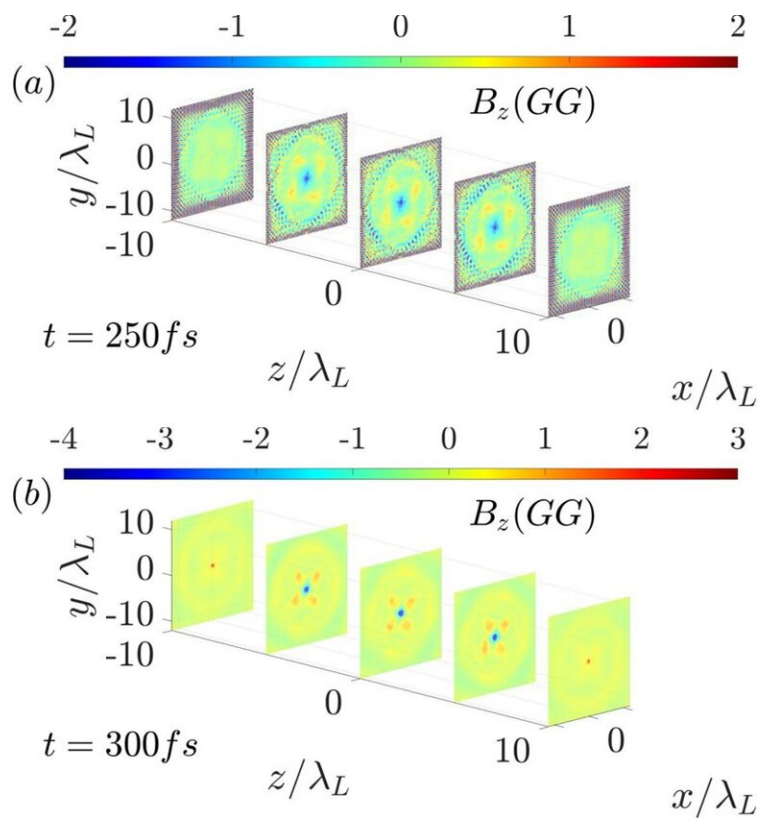 -2 -1 0 1 2
(a)
B_z(GG)
10
0
-10
y/λ_L
-10
0
10
0
t = 250fs
z/λ_L
x/λ_L
-4 -3 -2 -1 0 1 2 3
(b)
B_z(GG)
10
0
-10
y/λ_L
-10
0
10
0
t = 300fs
z/λ_L
x/λ_L